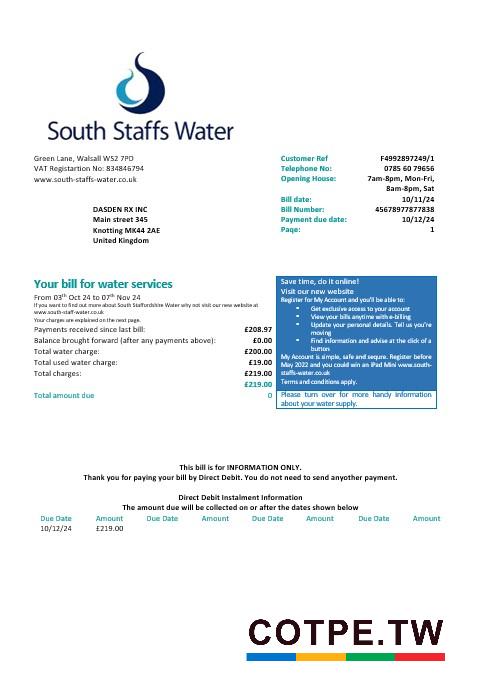 South Staffs Water
Green Lane, Walsall WS2 7PD
VAT Registartion No: 834846794
www.south-staffs-water.co.uk
Customer Ref F4992897249/1
Telephone No: 0785 60 79656
Opening House: 7am-8pm, Mon-Fri,
8am-8pm, Sat
Bill date: 10/11/24
Bill Number: 45678977877838
Payment due date: 10/12/24
Page: 1
DASDEN RX INC
Main street 345
Knotting MK44 2AE
United Kingdom
Your bill for water services
From 03th Oct 24 to 07th Nov 24
If you want to find out more about South Staffordshire Water why not visit our new website at
www.south-staff-water.co.uk
Your charges are explained on the next page.
Payments received since last bill: £208.97
Balance brought forward (after any payments above): £0.00
Total water charge: £200.00
Total used water charge: £19.00
Total charges: £219.00
£219.00
Total amount due 0
Save time, do it online!
Visit our new website
Register for My Account and you'll be able to:
Get exclusive access to your account
View your bills anytime with e-billing
Update your personal details. Tell us you're
moving
Find information and advise at the click of a
button
My Account is simple, safe and sequre. Register before
May 2022 and you could win an iPad Mini www.south-
staffs-water.co.uk
Terms and conditions apply.
Please turn over for more handy information
about your water supply.
This bill is for INFORMATION ONLY.
Thank you for paying your bill by Direct Debit. You do not need to send anyother payment.
Direct Debit Instalment Information
The amount due will be collected on or after the dates shown below
Due Date Amount Due Date Amount Due Date Amount Due Date Amount
10/12/24 £219.00
COTPE.TW